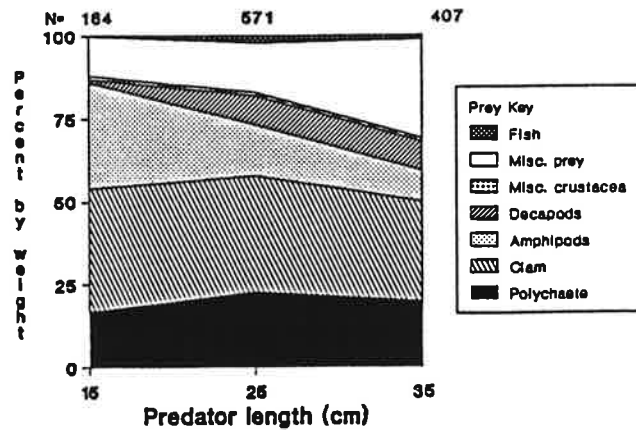 N= 164 571 407
100
75
50
25
0
Percent by weight
15 25 35
Predator length (cm)
Prey Key
Fish
Misc. prey
Misc. crustacea
Decapods
Amphipods
Clam
Polychaete